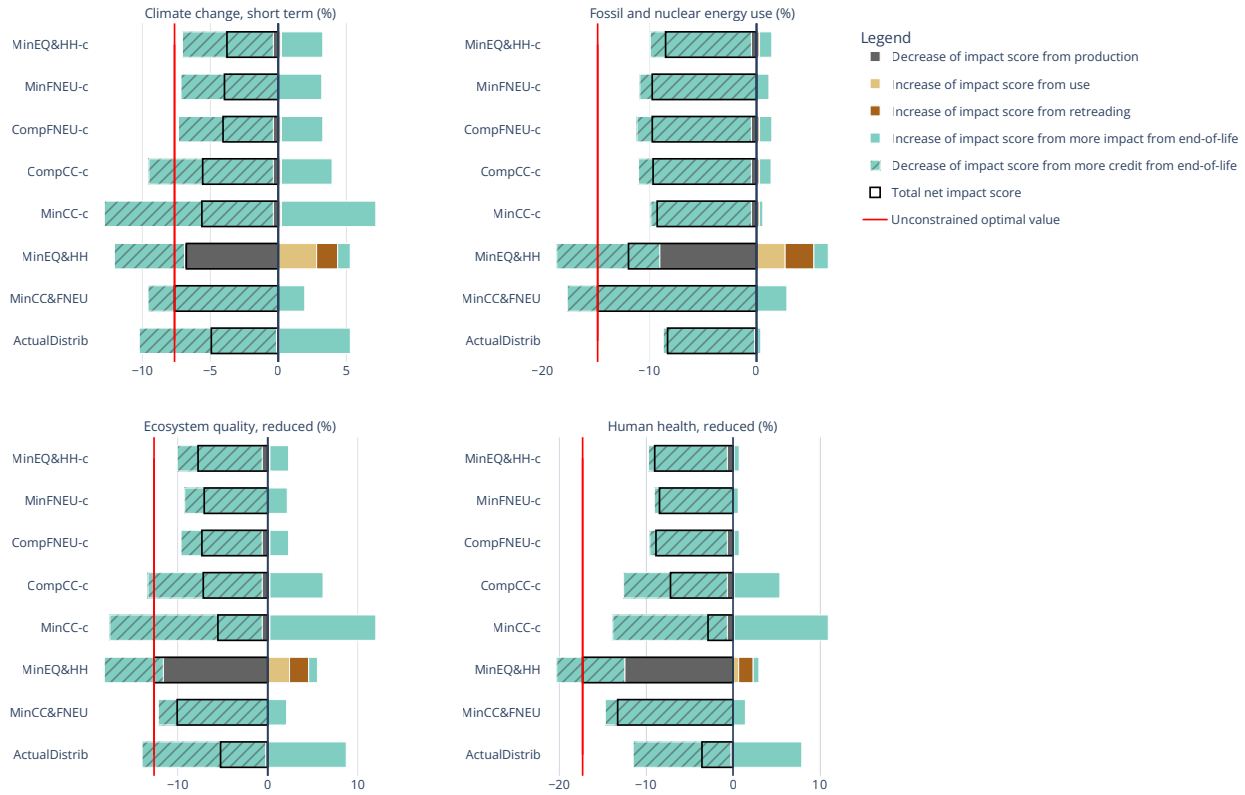 Climate change, short term (%)
MinEQ&HH-c
MinFNEU-c
CompFNEU-c
CompCC-c
MinCC-c
MinEQ&HH
MinCC&FNEU
ActualDistrib
−10 −5 0 5
Fossil and nuclear energy use (%)
MinEQ&HH-c
MinFNEU-c
CompFNEU-c
CompCC-c
MinCC-c
MinEQ&HH
MinCC&FNEU
ActualDistrib
−20 −10 0
Legend
Decrease of impact score from production
Increase of impact score from use
Increase of impact score from retreading
Increase of impact score from more impact from end-of-life
Decrease of impact score from more credit from end-of-life
Total net impact score
Unconstrained optimal value
Ecosystem quality, reduced (%)
MinEQ&HH-c
MinFNEU-c
CompFNEU-c
CompCC-c
MinCC-c
MinEQ&HH
MinCC&FNEU
ActualDistrib
−10 0 10
Human health, reduced (%)
MinEQ&HH-c
MinFNEU-c
CompFNEU-c
CompCC-c
MinCC-c
MinEQ&HH
MinCC&FNEU
ActualDistrib
−20 −10 0 10